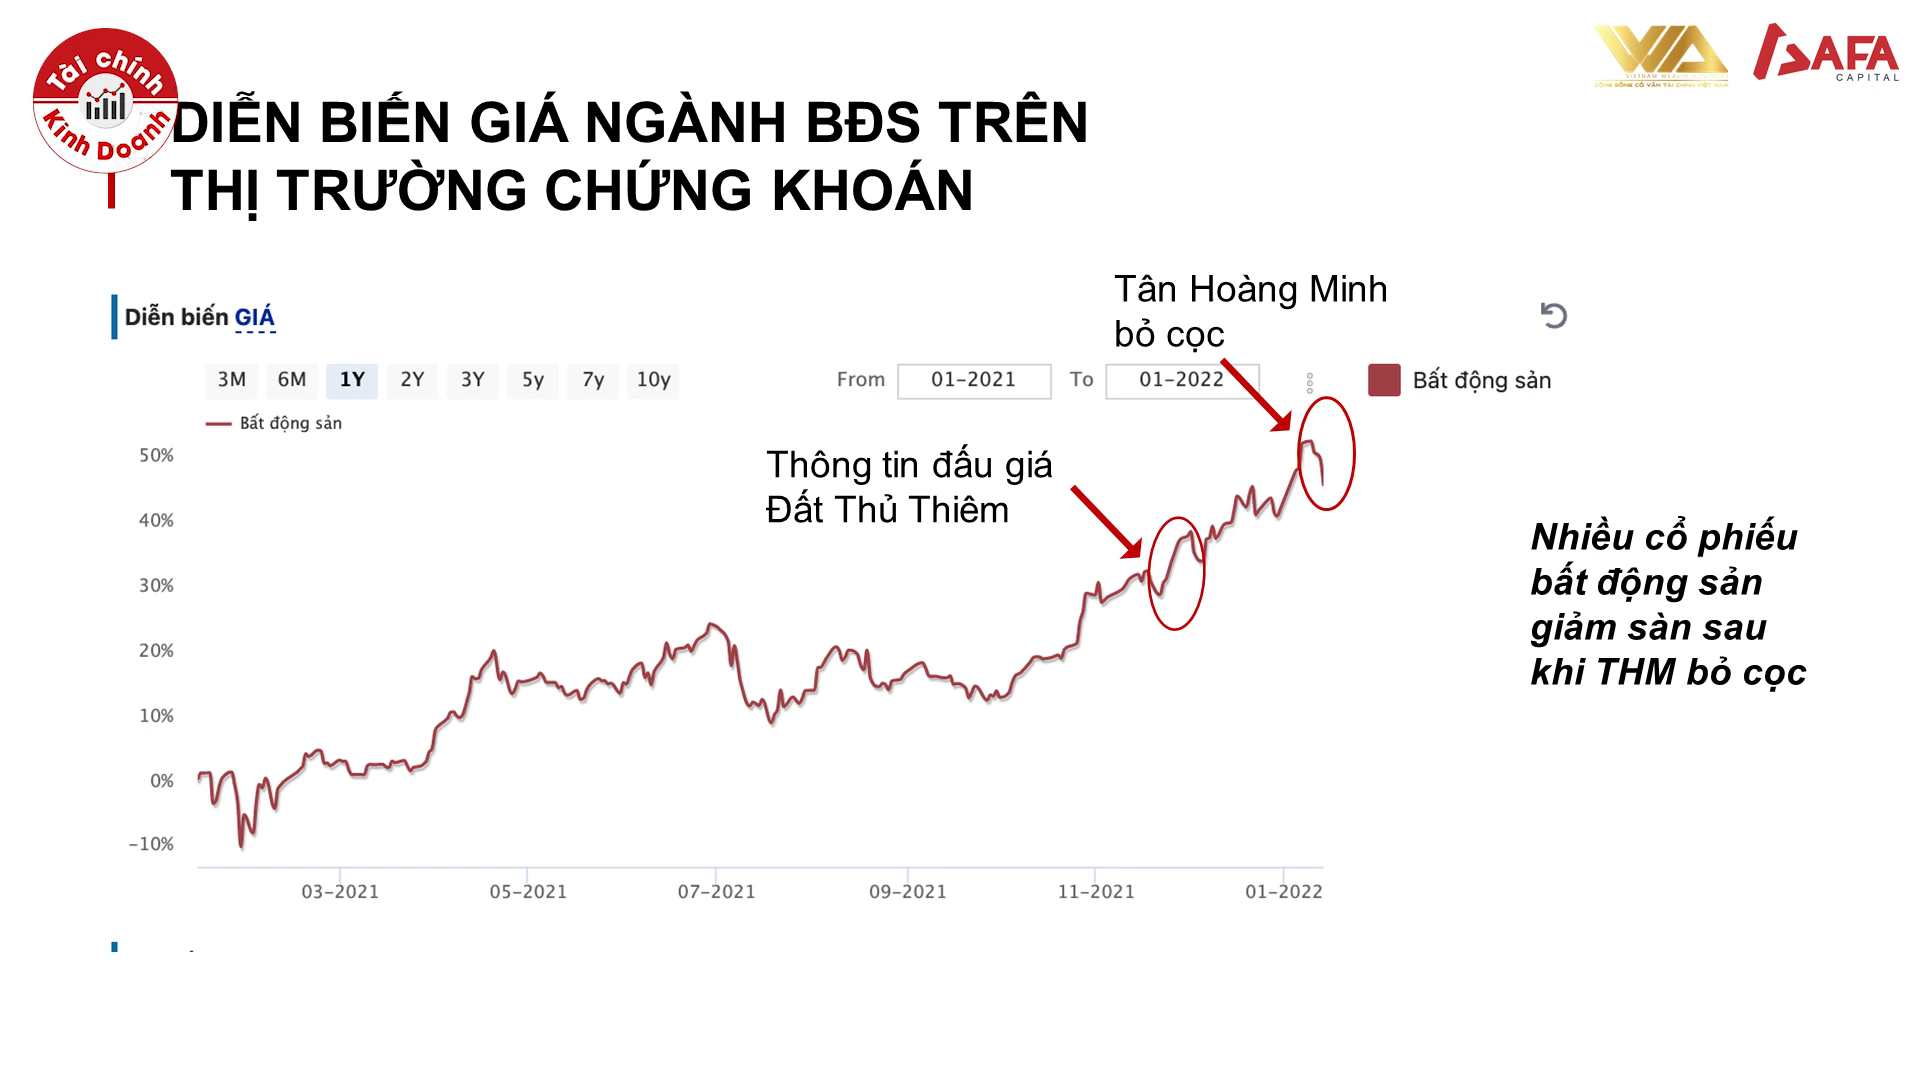 Tài chính
Kinh Doanh
AFA
CAPITAL
DIỄN BIẾN GIÁ NGÀNH BĐS TRÊN
THỊ TRƯỜNG CHỨNG KHOÁN
Tân Hoàng Minh
bỏ cọc
Diễn biến GIÁ
3M 6M 1Y 2Y 3Y 5y 7y 10y
From 01-2021 To 01-2022
Bất động sản
Bất động sản
Thông tin đấu giá
Đất Thủ Thiêm
50%
40%
30%
20%
10%
0%
-10%
03-2021 05-2021 07-2021 09-2021 11-2021 01-2022
Nhiều cổ phiếu
bất động sản
giảm sàn sau
khi THM bỏ cọc